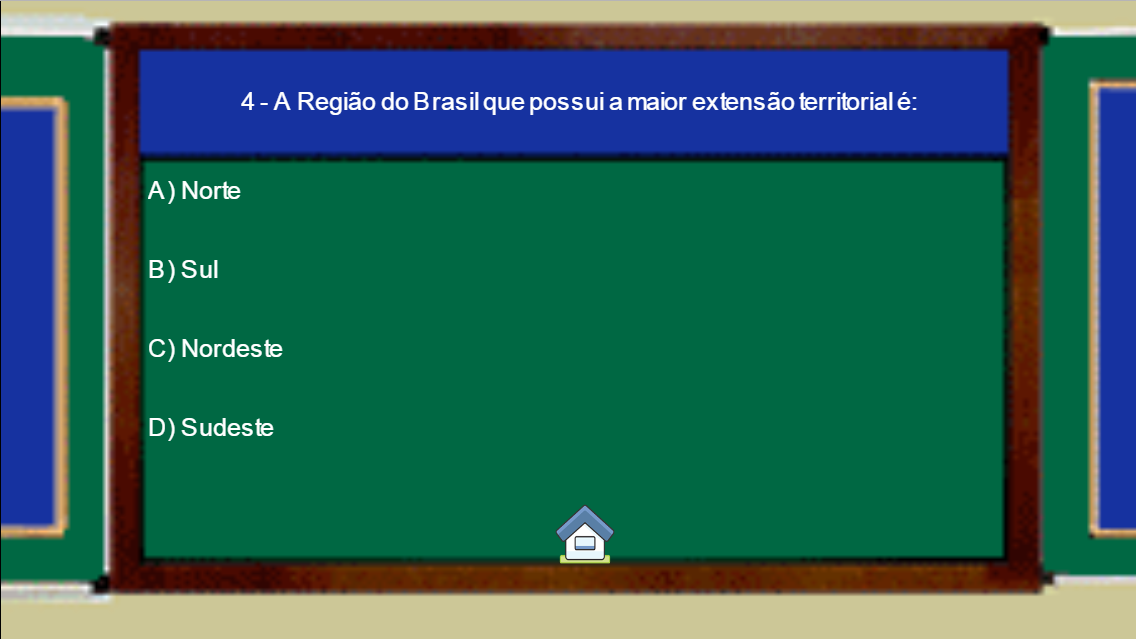 4 - A Região do Brasil que possui a maior extensão territorial é:
A) Norte
B) Sul
C) Nordeste
D) Sudeste